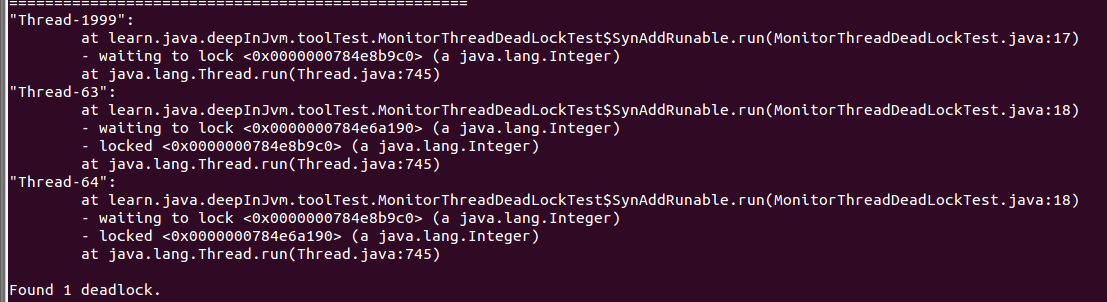 ===================================================
"Thread-1999":
        at learn.java.deepInJvm.toolTest.MonitorThreadDeadLockTest$SynAddRunable.run(MonitorThreadDeadLockTest.java:17)
        - waiting to lock <0x0000000784e8b9c0> (a java.lang.Integer)
        at java.lang.Thread.run(Thread.java:745)
"Thread-63":
        at learn.java.deepInJvm.toolTest.MonitorThreadDeadLockTest$SynAddRunable.run(MonitorThreadDeadLockTest.java:18)
        - waiting to lock <0x0000000784e6a190> (a java.lang.Integer)
        - locked <0x0000000784e8b9c0> (a java.lang.Integer)
        at java.lang.Thread.run(Thread.java:745)
"Thread-64":
        at learn.java.deepInJvm.toolTest.MonitorThreadDeadLockTest$SynAddRunable.run(MonitorThreadDeadLockTest.java:18)
        - waiting to lock <0x0000000784e8b9c0> (a java.lang.Integer)
        - locked <0x0000000784e6a190> (a java.lang.Integer)
        at java.lang.Thread.run(Thread.java:745)

Found 1 deadlock.